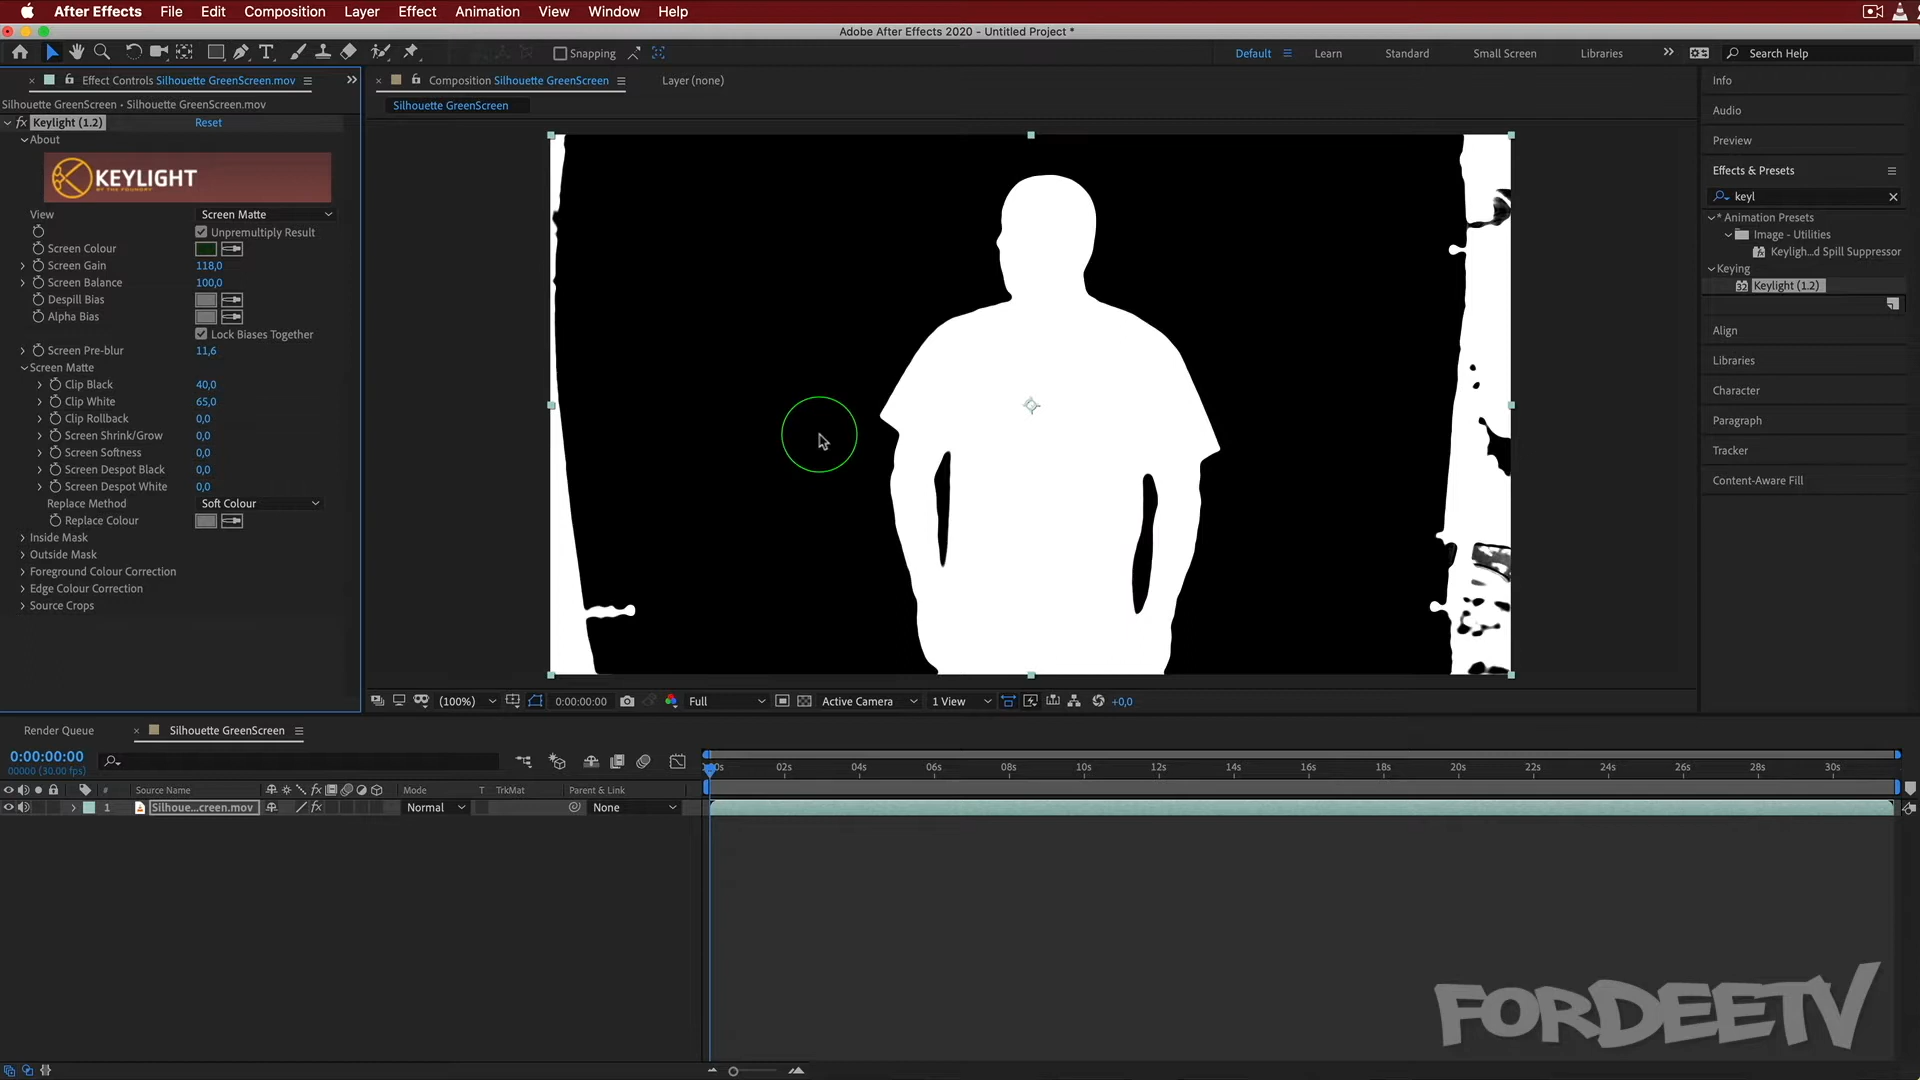 After Effects File Edit Composition Layer Effect Animation View Window Help
Adobe After Effects 2020 - Untitled Project *
Snapping Default Learn Standard Small Screen Libraries Search Help
Effect Controls Silhouette GreenScreen.mov
Composition Silhouette GreenScreen
Layer (none)
Silhouette GreenScreen • Silhouette GreenScreen.mov
Silhouette GreenScreen
fx Keylight (1.2) Reset
About
KEYLIGHT
BY THE FOUNDRY
View Screen Matte
Unpremultiply Result
Screen Colour
Screen Gain 118,0
Screen Balance 100,0
Despill Bias
Alpha Bias
Lock Biases Together
Screen Pre-blur 11,6
Screen Matte
Clip Black 40,0
Clip White 65,0
Clip Rollback 0,0
Screen Shrink/Grow 0,0
Screen Softness 0,0
Screen Despot Black 0,0
Screen Despot White 0,0
Replace Method Soft Colour
Replace Colour
Inside Mask
Outside Mask
Foreground Colour Correction
Edge Colour Correction
Source Crops
Info
Audio
Preview
Effects & Presets
keyl
* Animation Presets
Image - Utilities
Keyligh...d Spill Suppressor
Keying
32 Keylight (1.2)
Align
Libraries
Character
Paragraph
Tracker
Content-Aware Fill
(100%) 0:00:00:00 Full Active Camera 1 View +0,0
Render Queue Silhouette GreenScreen
0:00:00:00
00000 (30.00 fps)
02s 04s 06s 08s 10s 12s 14s 16s 18s 20s 22s 24s 26s 28s 30s
# Source Name fx Mode T TrkMat Parent & Link
1 Silhoue...creen.mov fx Normal None
FORDEETV